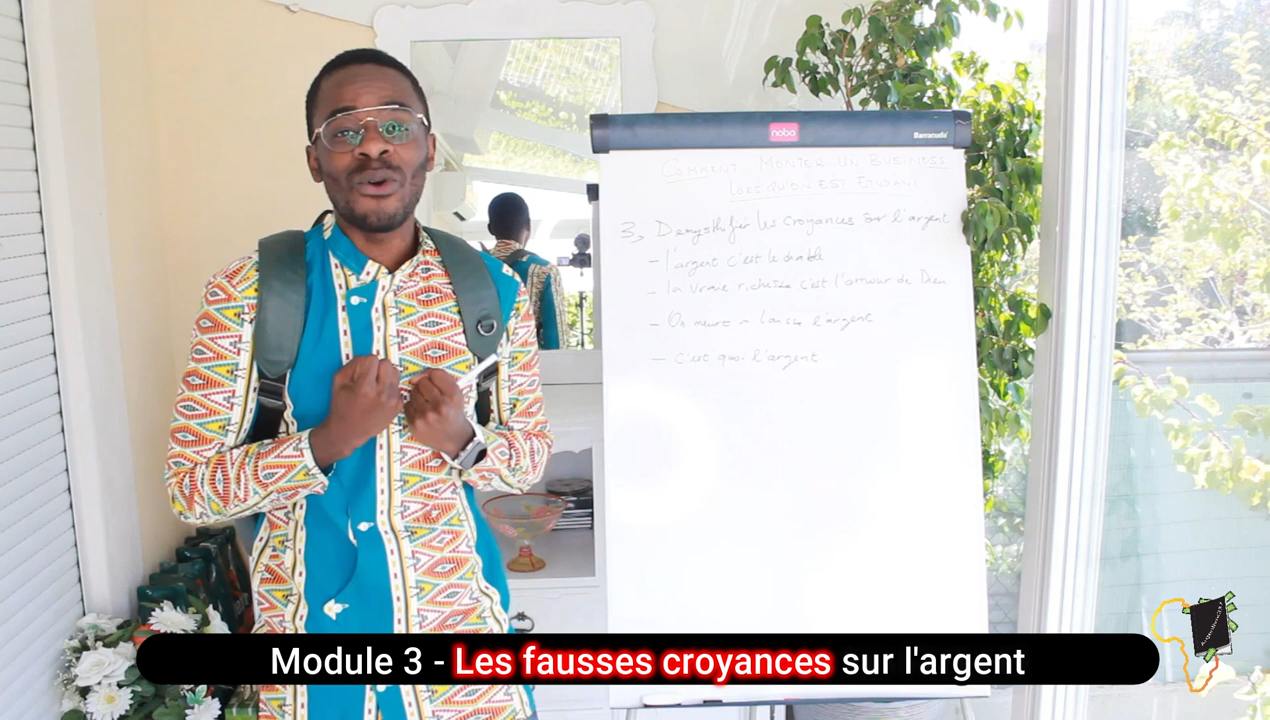 nobo
Barracuda
COMMENT MONTER UN BUSINESS
LORSQU'ON EST ETUDIANT
3, Demystifier les croyances sur l'argent
- l'argent c'est le diable
- la vraie richesse c'est l'amour de Dieu
- On meurt on laisse l'argent
- c'est quoi l'argent
Module 3 - Les fausses croyances sur l'argent